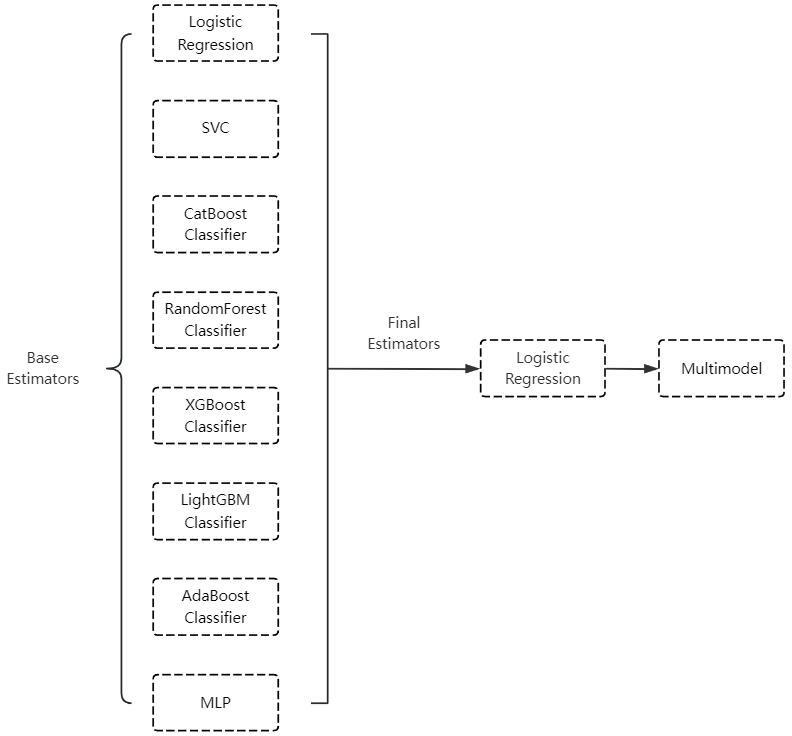 Base
Estimators
Logistic
Regression
SVC
CatBoost
Classifier
RandomForest
Classifier
XGBoost
Classifier
LightGBM
Classifier
AdaBoost
Classifier
MLP
Final
Estimators
Logistic
Regression
Multimodel